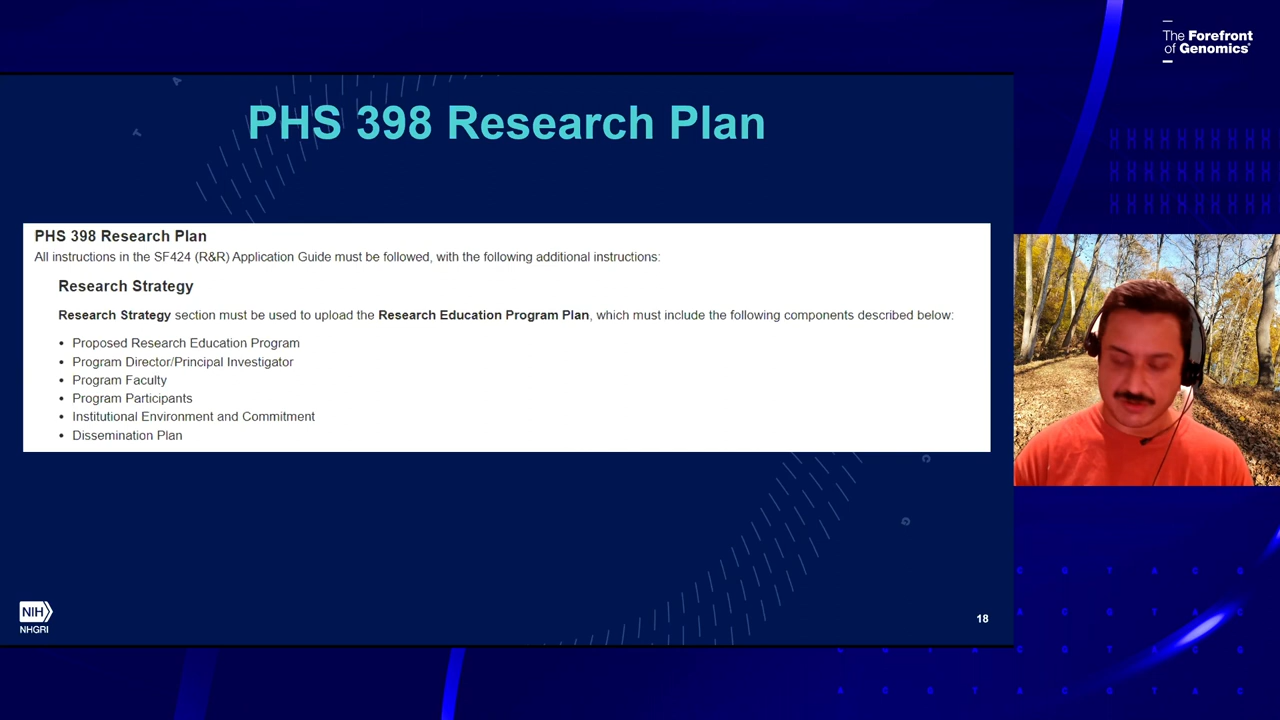 The Forefront
of Genomics®
PHS 398 Research Plan
PHS 398 Research Plan
All instructions in the SF424 (R&R) Application Guide must be followed, with the following additional instructions:
Research Strategy
Research Strategy section must be used to upload the Research Education Program Plan, which must include the following components described below:
• Proposed Research Education Program
• Program Director/Principal Investigator
• Program Faculty
• Program Participants
• Institutional Environment and Commitment
• Dissemination Plan
NIH
NHGRI
18